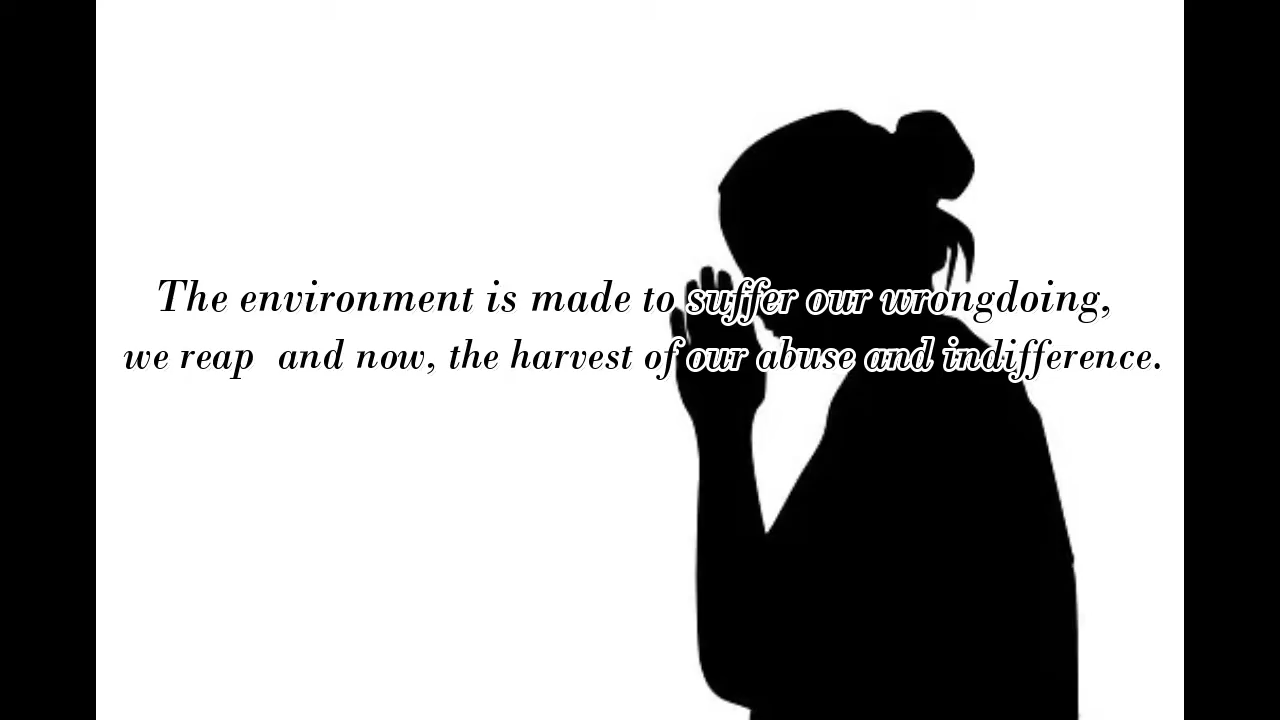 The environment is made to suffer our wrongdoing,
we reap  and now, the harvest of our abuse and indifference.